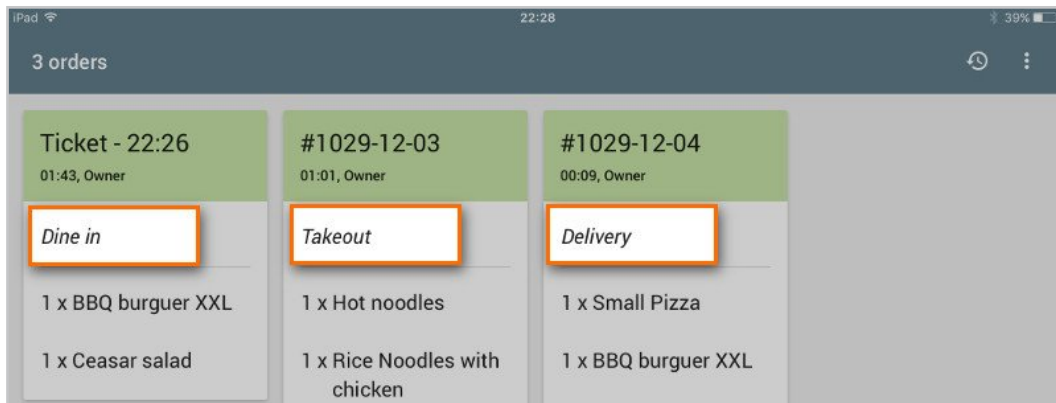 iPad 22:28 39%
3 orders
Ticket - 22:26
01:43, Owner
Dine in
1 x BBQ burguer XXL
1 x Ceasar salad
#1029-12-03
01:01, Owner
Takeout
1 x Hot noodles
1 x Rice Noodles with
chicken
#1029-12-04
00:09, Owner
Delivery
1 x Small Pizza
1 x BBQ burguer XXL